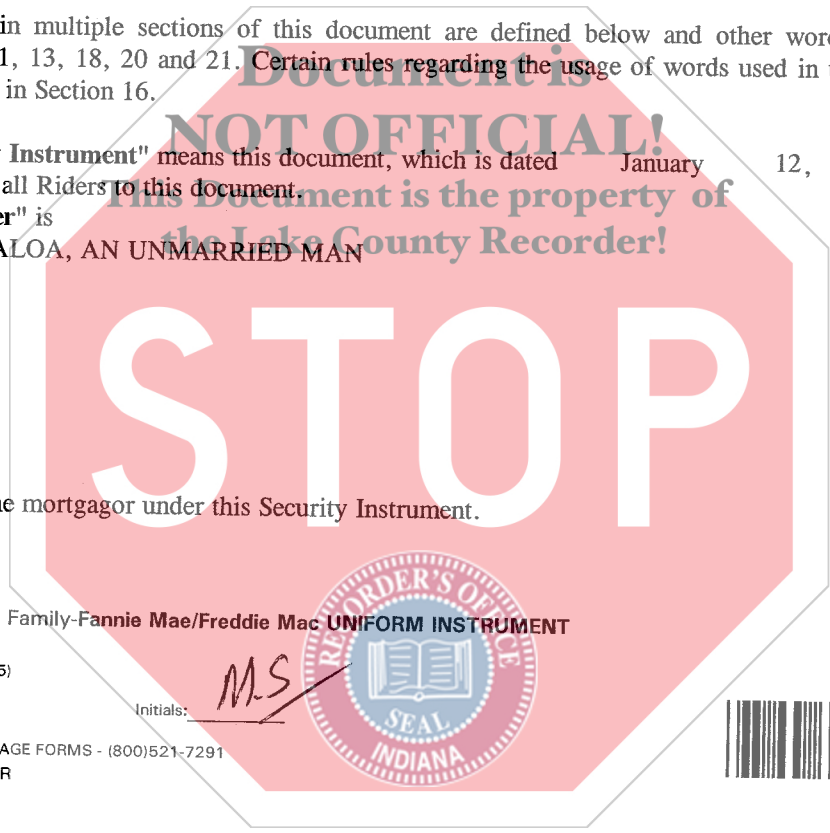 in multiple sections of this document are defined below and other
1, 13, 18, 20 and 21. Certain rules regarding the usage of words used in
in Section 16.
Document is
NOT OFFICIAL!
This Document is the property of
the Lake County Recorder!
Instrument" means this document, which is dated January 12,
all Riders to this document.
er" is
ALOA, AN UNMARRIED MAN
STOP
mortgagor under this Security Instrument.
RECORDER'S OFFICE
SEAL
INDIANA
Family-Fannie Mae/Freddie Mac UNIFORM INSTRUMENT
5)
Initials: M.S
AGE FORMS - (800)521-7291
R